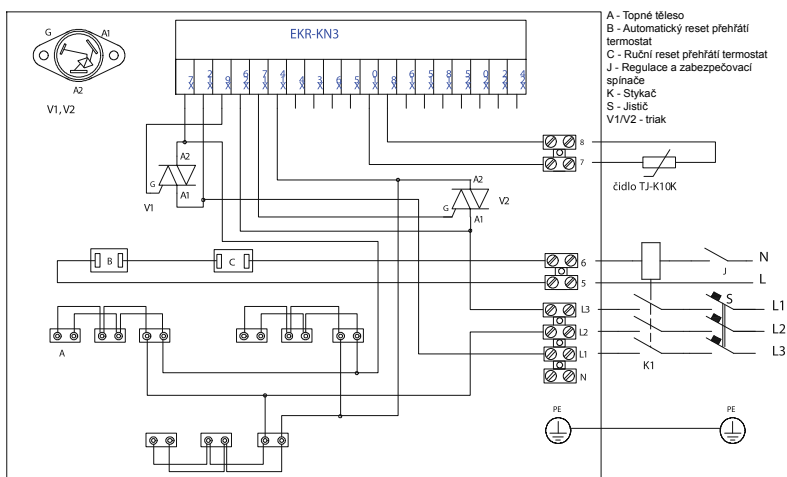 EKR-KN3
G
A1
A2
V1, V2
A - Topné těleso
B - Automatický reset přehřátí
termostat
C - Ruční reset přehřátí termostat
J - Regulace a zabezpečovací
spínače
K - Stykač
S - Jistič
V1/V2 - triak
8
7
čidlo TJ-K10K
A2
G
A1
V1
A2
G
A1
V2
B
C
6
5
J
N
L
A
L3
L2
L1
N
S
K1
L1
L2
L3
PE
PE